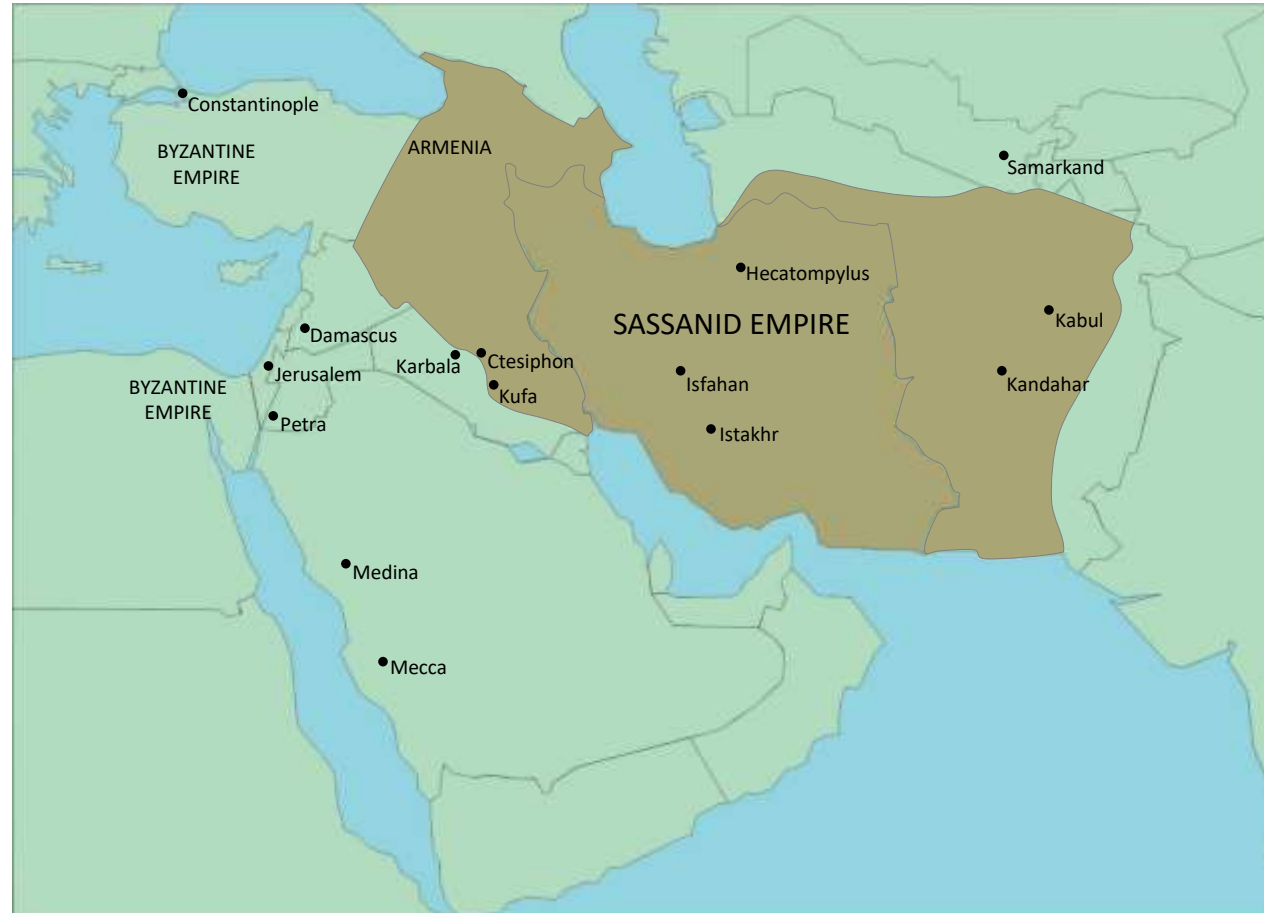 Constantinople
BYZANTINE
EMPIRE
ARMENIA
Samarkand
Hecatompylus
SASSANID EMPIRE
Kabul
Damascus
Karbala
Ctesiphon
Jerusalem
Isfahan
Kandahar
BYZANTINE
EMPIRE
Kufa
Petra
Istakhr
Medina
Mecca